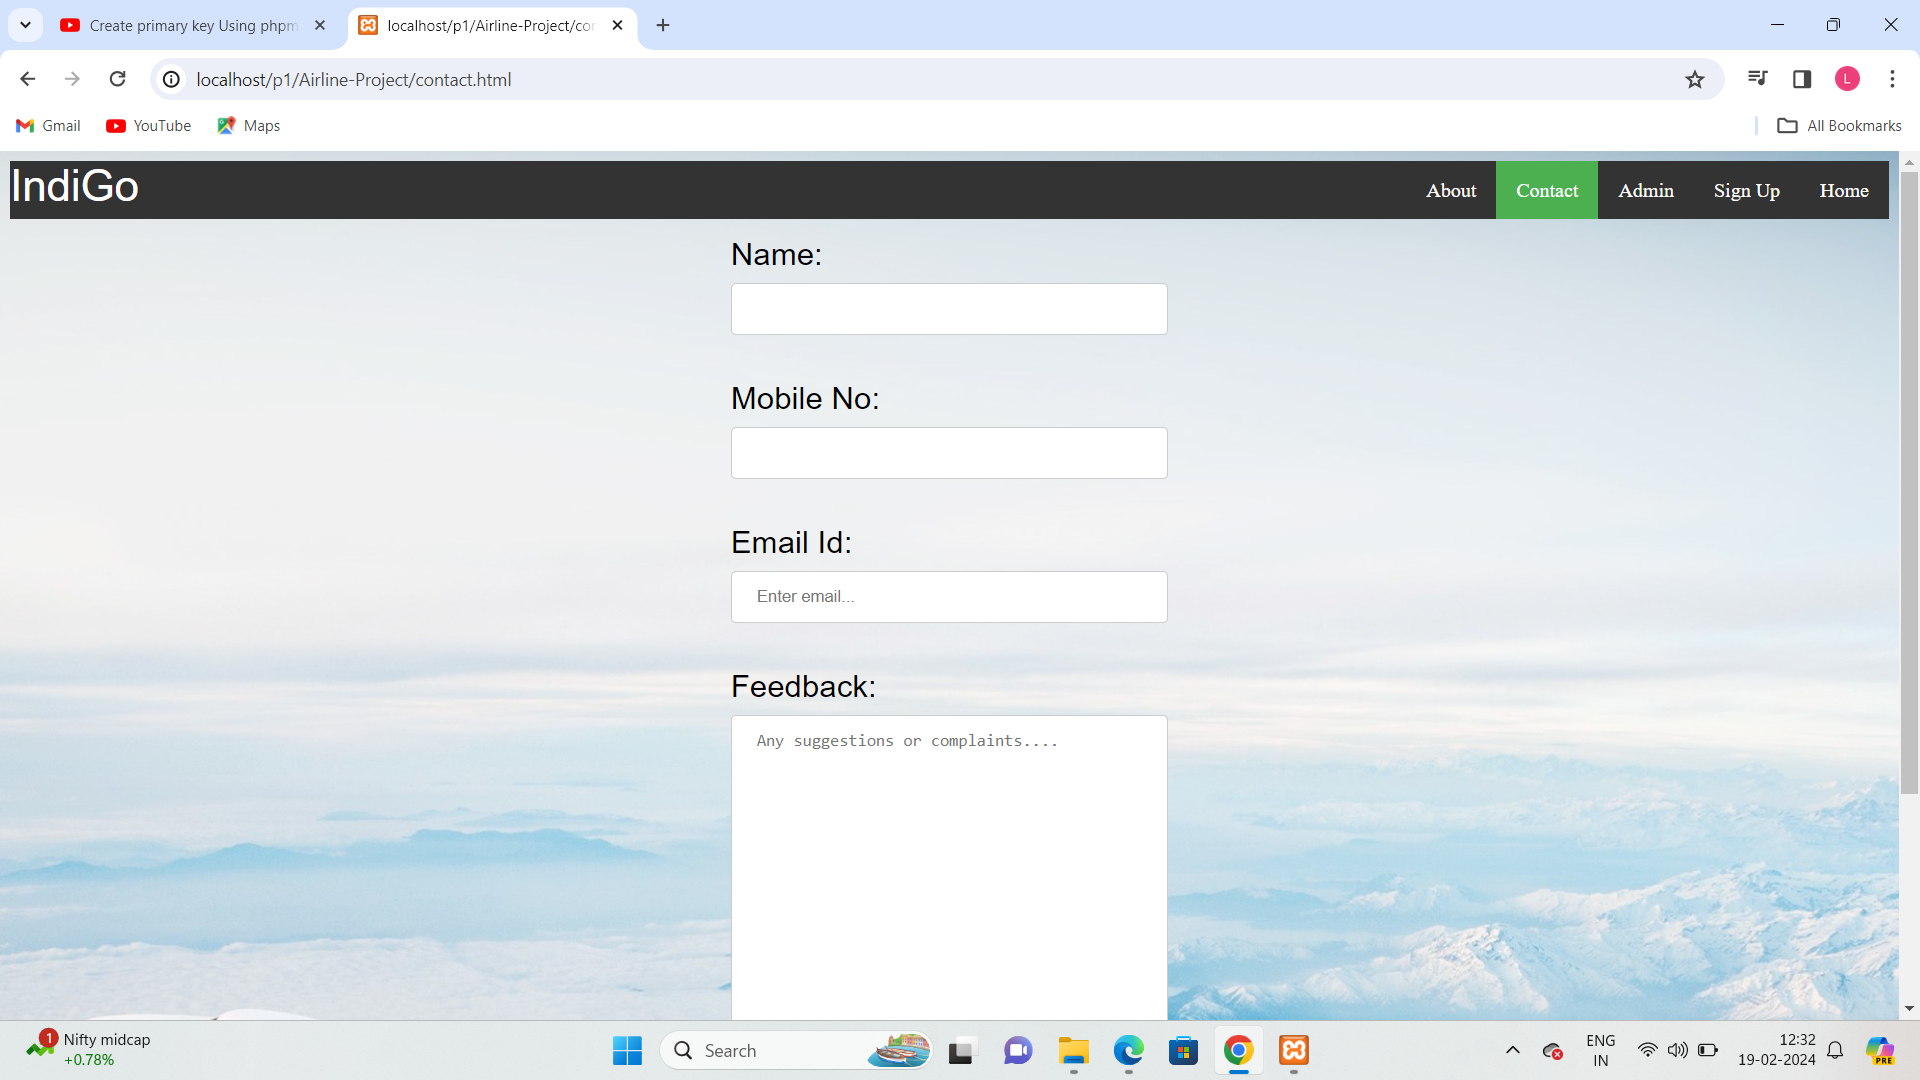 Create primary key Using phpm
localhost/p1/Airline-Project/cor
localhost/p1/Airline-Project/contact.html
L
Gmail
YouTube
Maps
All Bookmarks
IndiGo
About
Contact
Admin
Sign Up
Home
Name:
Mobile No:
Email Id:
Enter email...
Feedback:
Any suggestions or complaints....
1
Nifty midcap
+0.78%
Search
PRE
ENG
IN
12:32
19-02-2024